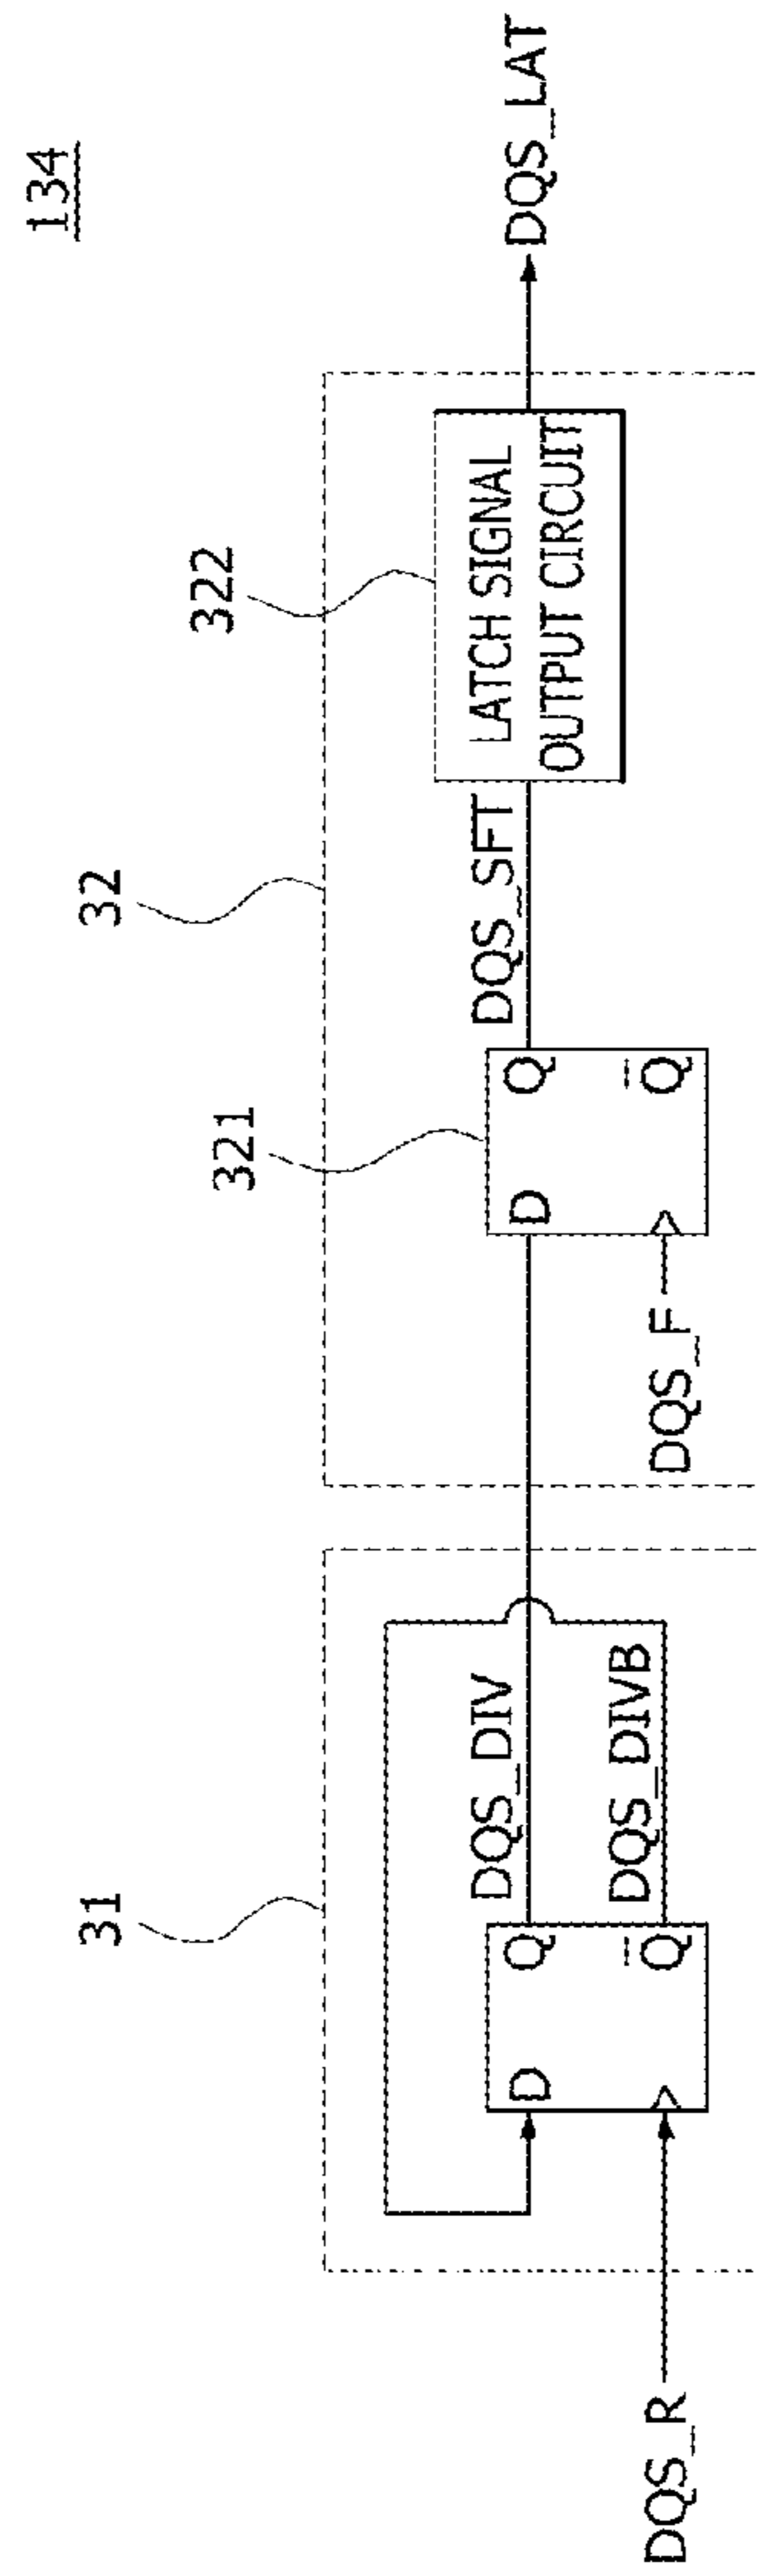 134
31
32
321
322
DQS_R
D
Q
Q̅
DQS_DIV
DQS_DIVB
DQS_F
D
Q
Q̅
DQS_SFT
LATCH SIGNAL
OUTPUT CIRCUIT
DQS_LAT